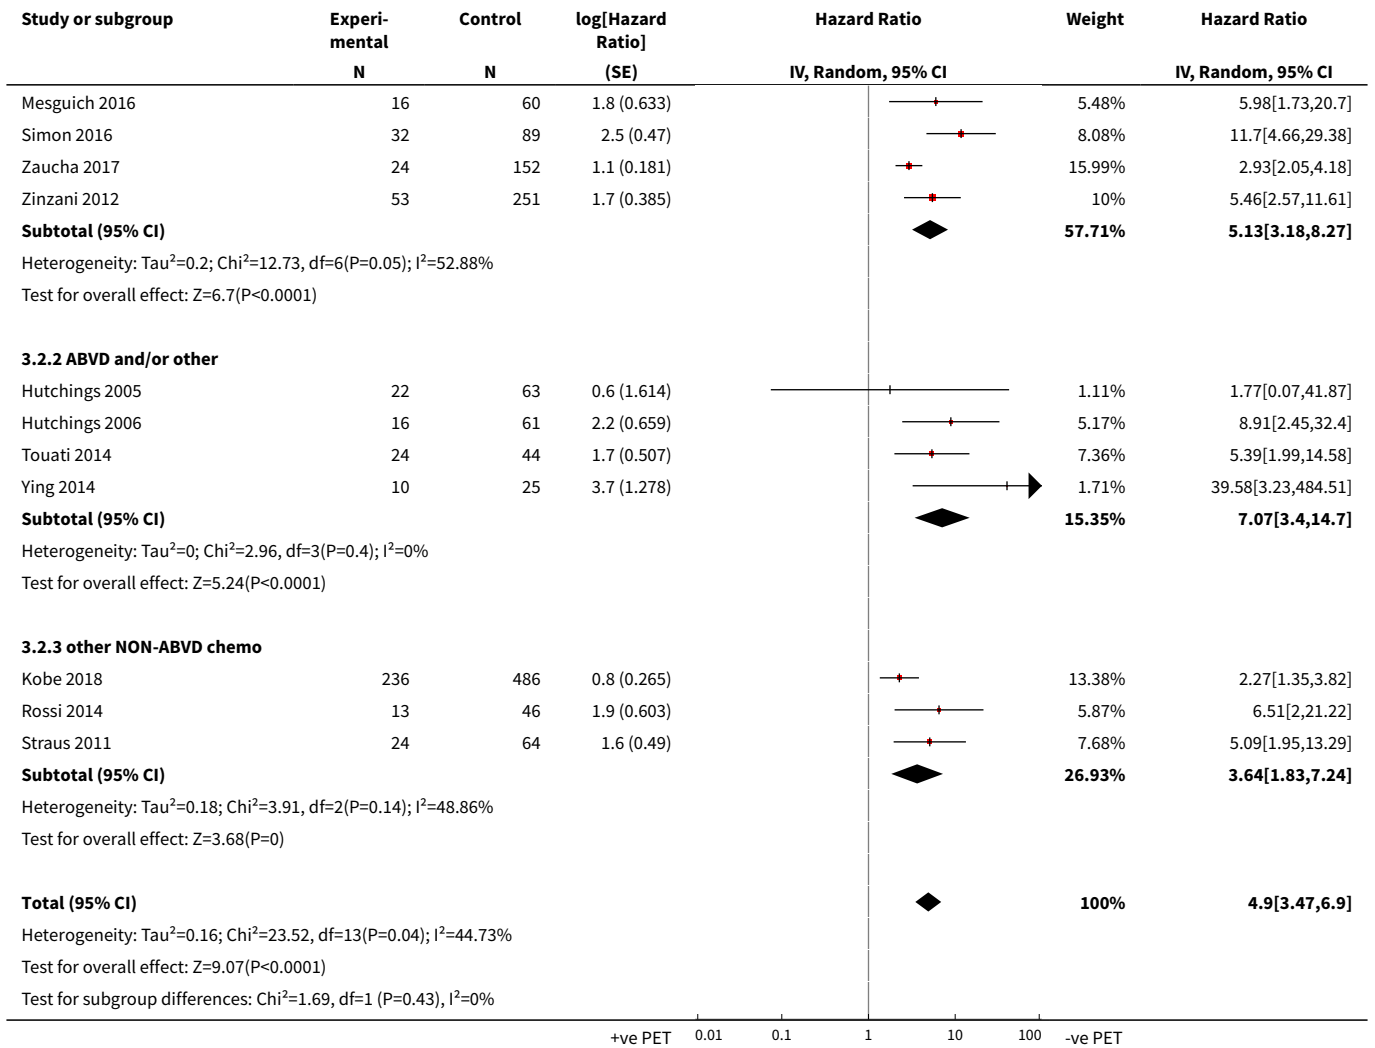 Study or subgroup Experi- Control log[Hazard Hazard Ratio Weight Hazard Ratio
mental Ratio]
N N (SE) IV, Random, 95% CI IV, Random, 95% CI
Mesguich 2016 16 60 1.8 (0.633) 5.48% 5.98[1.73,20.7]
Simon 2016 32 89 2.5 (0.47) 8.08% 11.7[4.66,29.38]
Zaucha 2017 24 152 1.1 (0.181) 15.99% 2.93[2.05,4.18]
Zinzani 2012 53 251 1.7 (0.385) 10% 5.46[2.57,11.61]
Subtotal (95% CI) 57.71% 5.13[3.18,8.27]
Heterogeneity: Tau²=0.2; Chi²=12.73, df=6(P=0.05); I²=52.88%
Test for overall effect: Z=6.7(P<0.0001)
3.2.2 ABVD and/or other
Hutchings 2005 22 63 0.6 (1.614) 1.11% 1.77[0.07,41.87]
Hutchings 2006 16 61 2.2 (0.659) 5.17% 8.91[2.45,32.4]
Touati 2014 24 44 1.7 (0.507) 7.36% 5.39[1.99,14.58]
Ying 2014 10 25 3.7 (1.278) 1.71% 39.58[3.23,484.51]
Subtotal (95% CI) 15.35% 7.07[3.4,14.7]
Heterogeneity: Tau²=0; Chi²=2.96, df=3(P=0.4); I²=0%
Test for overall effect: Z=5.24(P<0.0001)
3.2.3 other NON-ABVD chemo
Kobe 2018 236 486 0.8 (0.265) 13.38% 2.27[1.35,3.82]
Rossi 2014 13 46 1.9 (0.603) 5.87% 6.51[2,21.22]
Straus 2011 24 64 1.6 (0.49) 7.68% 5.09[1.95,13.29]
Subtotal (95% CI) 26.93% 3.64[1.83,7.24]
Heterogeneity: Tau²=0.18; Chi²=3.91, df=2(P=0.14); I²=48.86%
Test for overall effect: Z=3.68(P=0)
Total (95% CI) 100% 4.9[3.47,6.9]
Heterogeneity: Tau²=0.16; Chi²=23.52, df=13(P=0.04); I²=44.73%
Test for overall effect: Z=9.07(P<0.0001)
Test for subgroup differences: Chi²=1.69, df=1 (P=0.43), I²=0%
+ve PET 0.01 0.1 1 10 100 -ve PET